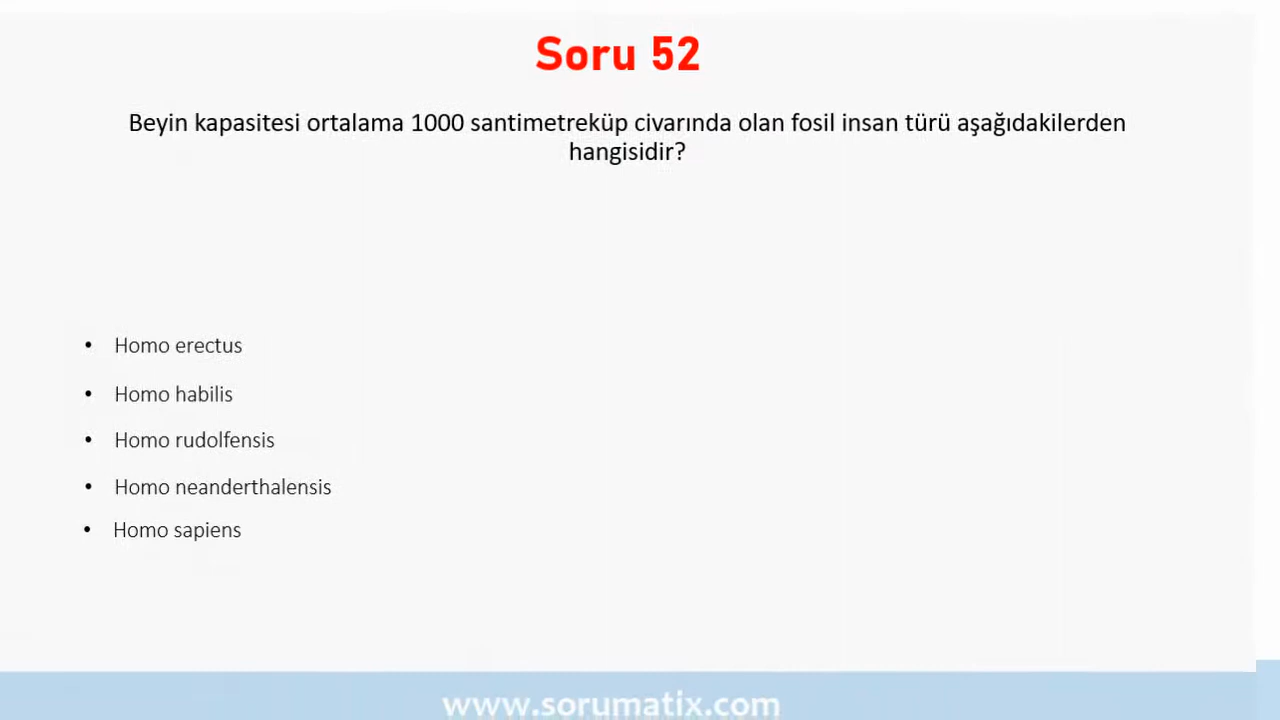 Soru 52
Beyin kapasitesi ortalama 1000 santimetreküp civarında olan fosil insan türü aşağıdakilerden
hangisidir?
• Homo erectus
• Homo habilis
• Homo rudolfensis
• Homo neanderthalensis
• Homo sapiens
www.sorumatix.com